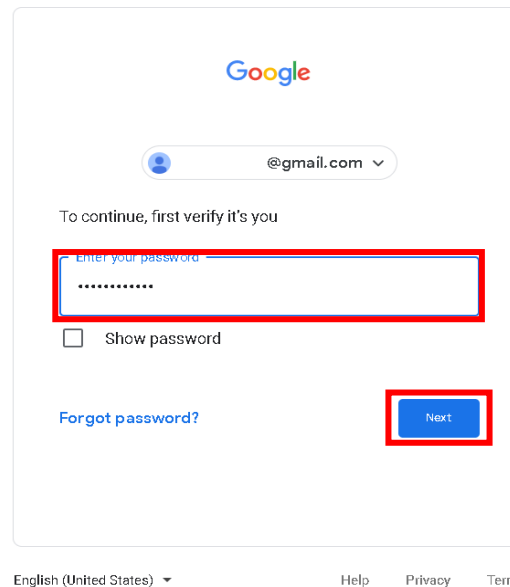 Google
@gmail.com
To continue, first verify it's you
Enter your password
••••••••••••
Show password
Forgot password?
Next
English (United States)
Help Privacy